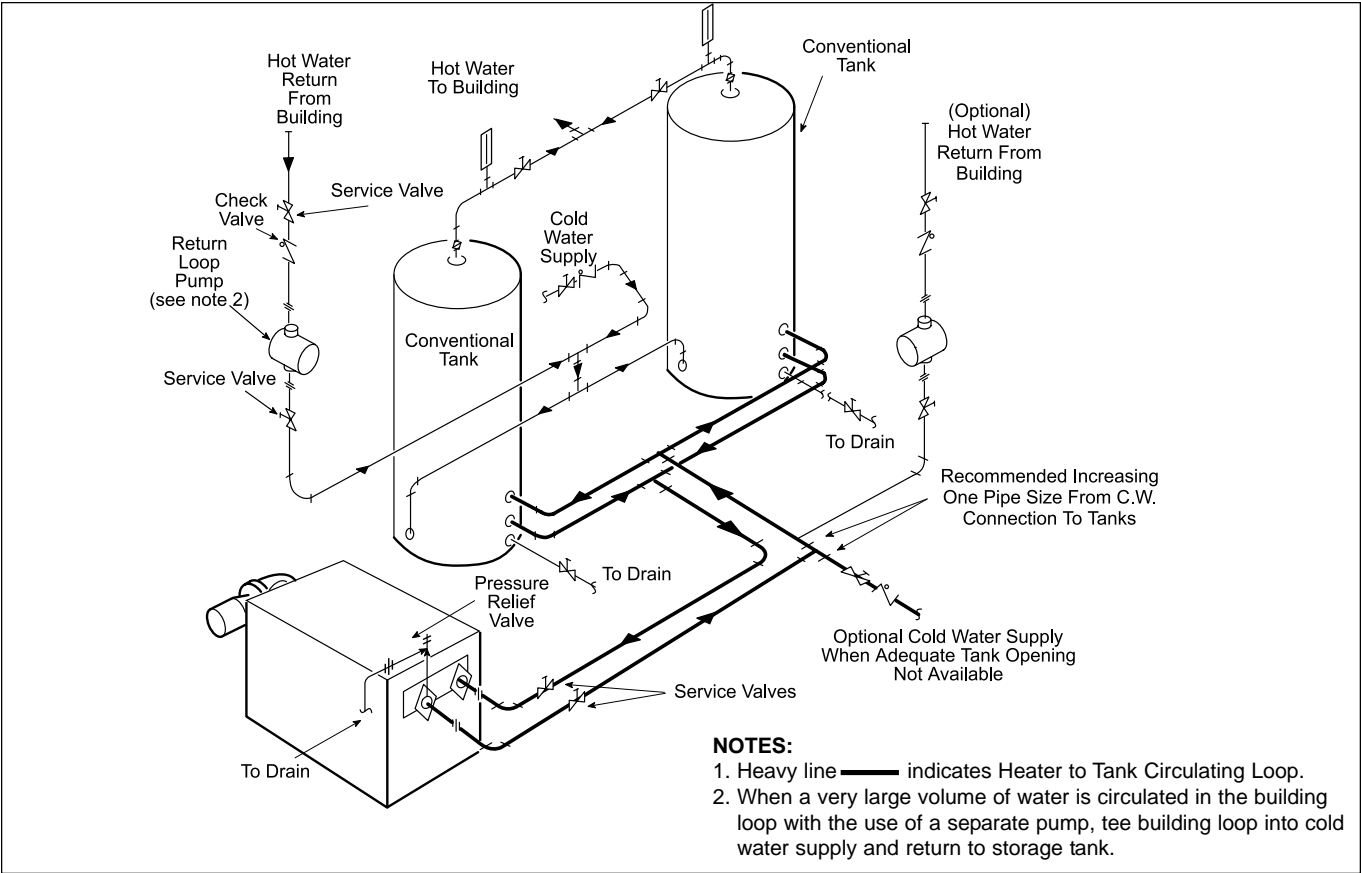 Hot Water
Return
From
Building
Hot Water
To Building
Conventional
Tank
(Optional)
Hot Water
Return From
Building
Service Valve
Check
Valve
Return
Loop
Pump
(see note 2)
Cold
Water
Supply
Conventional
Tank
Service Valve
To Drain
Recommended Increasing
One Pipe Size From C.W.
Connection To Tanks
To Drain
Pressure
Relief
Valve
Optional Cold Water Supply
When Adequate Tank Opening
Not Available
Service Valves
To Drain
NOTES:
1. Heavy line indicates Heater to Tank Circulating Loop.
2. When a very large volume of water is circulated in the building
loop with the use of a separate pump, tee building loop into cold
water supply and return to storage tank.